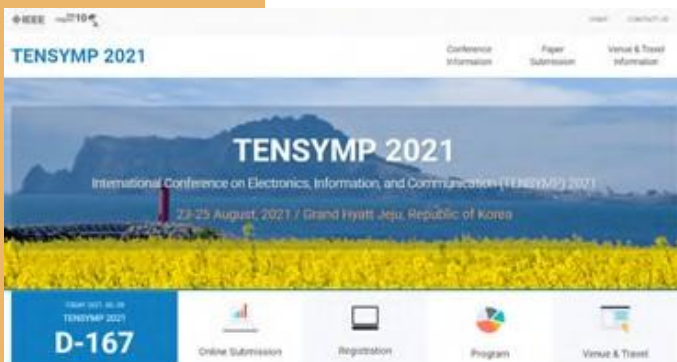 IEEE
TENSYMP 2021
Conference Information
Paper Submission
Venue & Travel Information
TENSYMP 2021
International Conference on Electronics, Information, and Communication (TENSYMP) 2021
23-25 August, 2021 / Grand Hyatt Jeju, Republic of Korea
TENSYMP 2021
D-167
Online Submission
Registration
Program
Venue & Travel